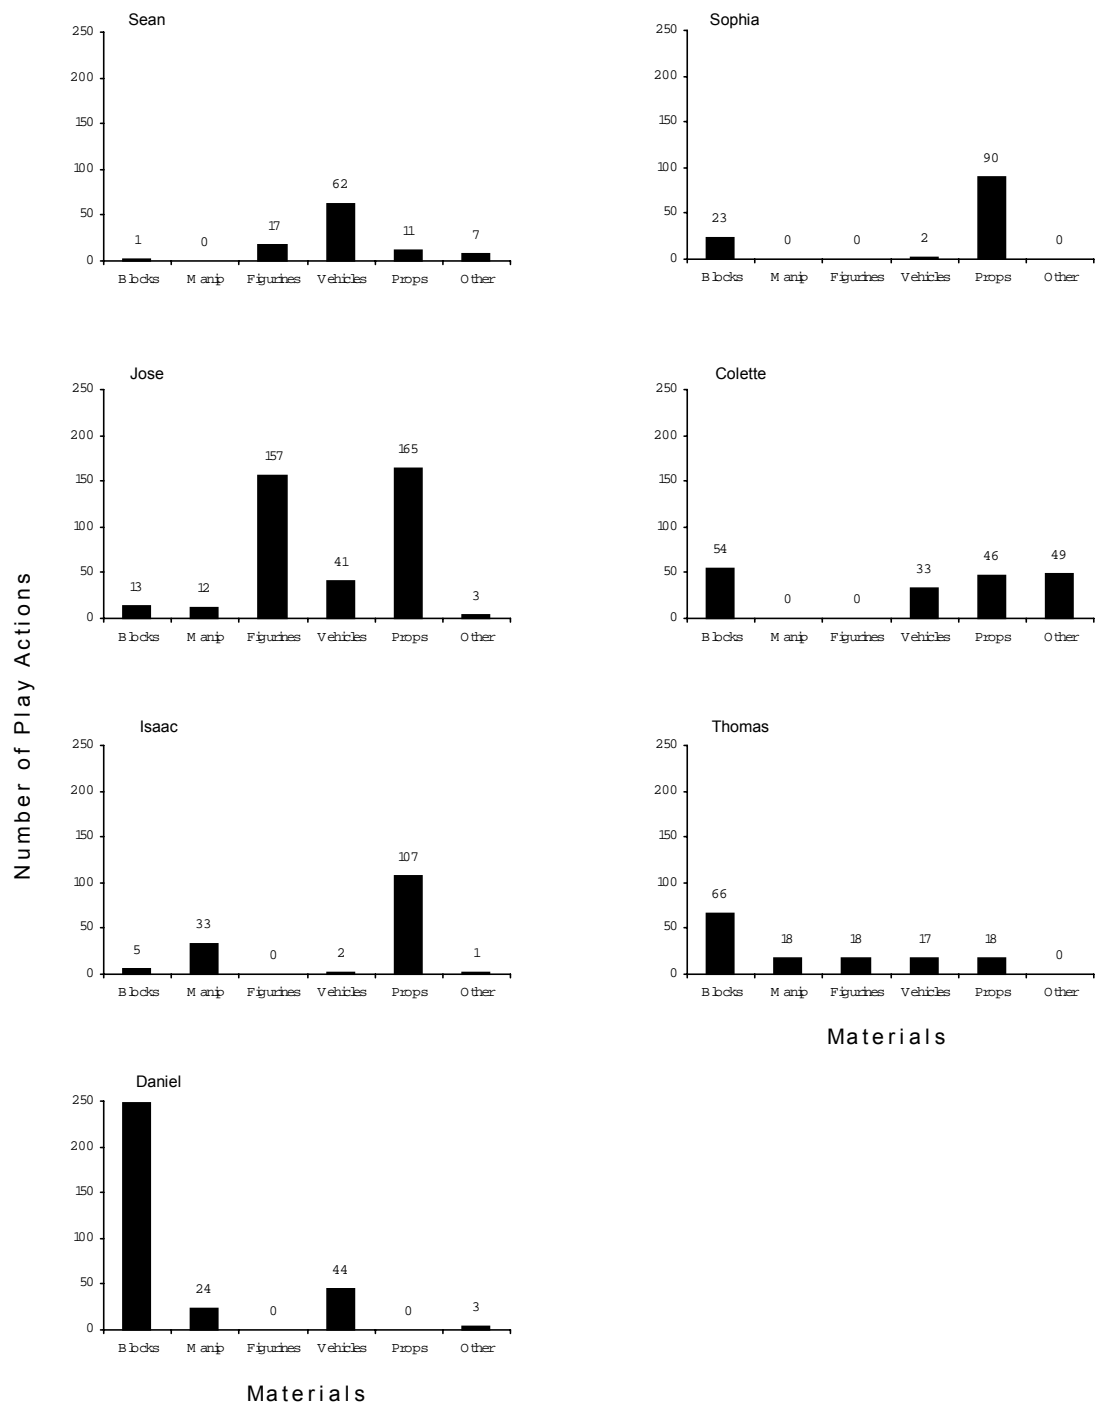 Sean
250
200
150
100
50
0
1 0 17 62 11 7
Blocks Manip Figurines Vehicles Props Other
Sophia
250
200
150
100
50
0
23 0 0 2 90 0
Blocks Manip Figurines Vehicles Props Other
Jose
250
200
150
100
50
0
13 12 157 41 165 3
Blocks Manip Figurines Vehicles Props Other
Colette
250
200
150
100
50
0
54 0 0 33 46 49
Blocks Manip Figurines Vehicles Props Other
Number of Play Actions
Isaac
250
200
150
100
50
0
5 33 0 2 107 1
Blocks Manip Figurines Vehicles Props Other
Thomas
250
200
150
100
50
0
66 18 18 17 18 0
Blocks Manip Figurines Vehicles Props Other
Materials
Daniel
250
200
150
100
50
0
24 0 44 0 3
Blocks Manip Figurines Vehicles Props Other
Materials